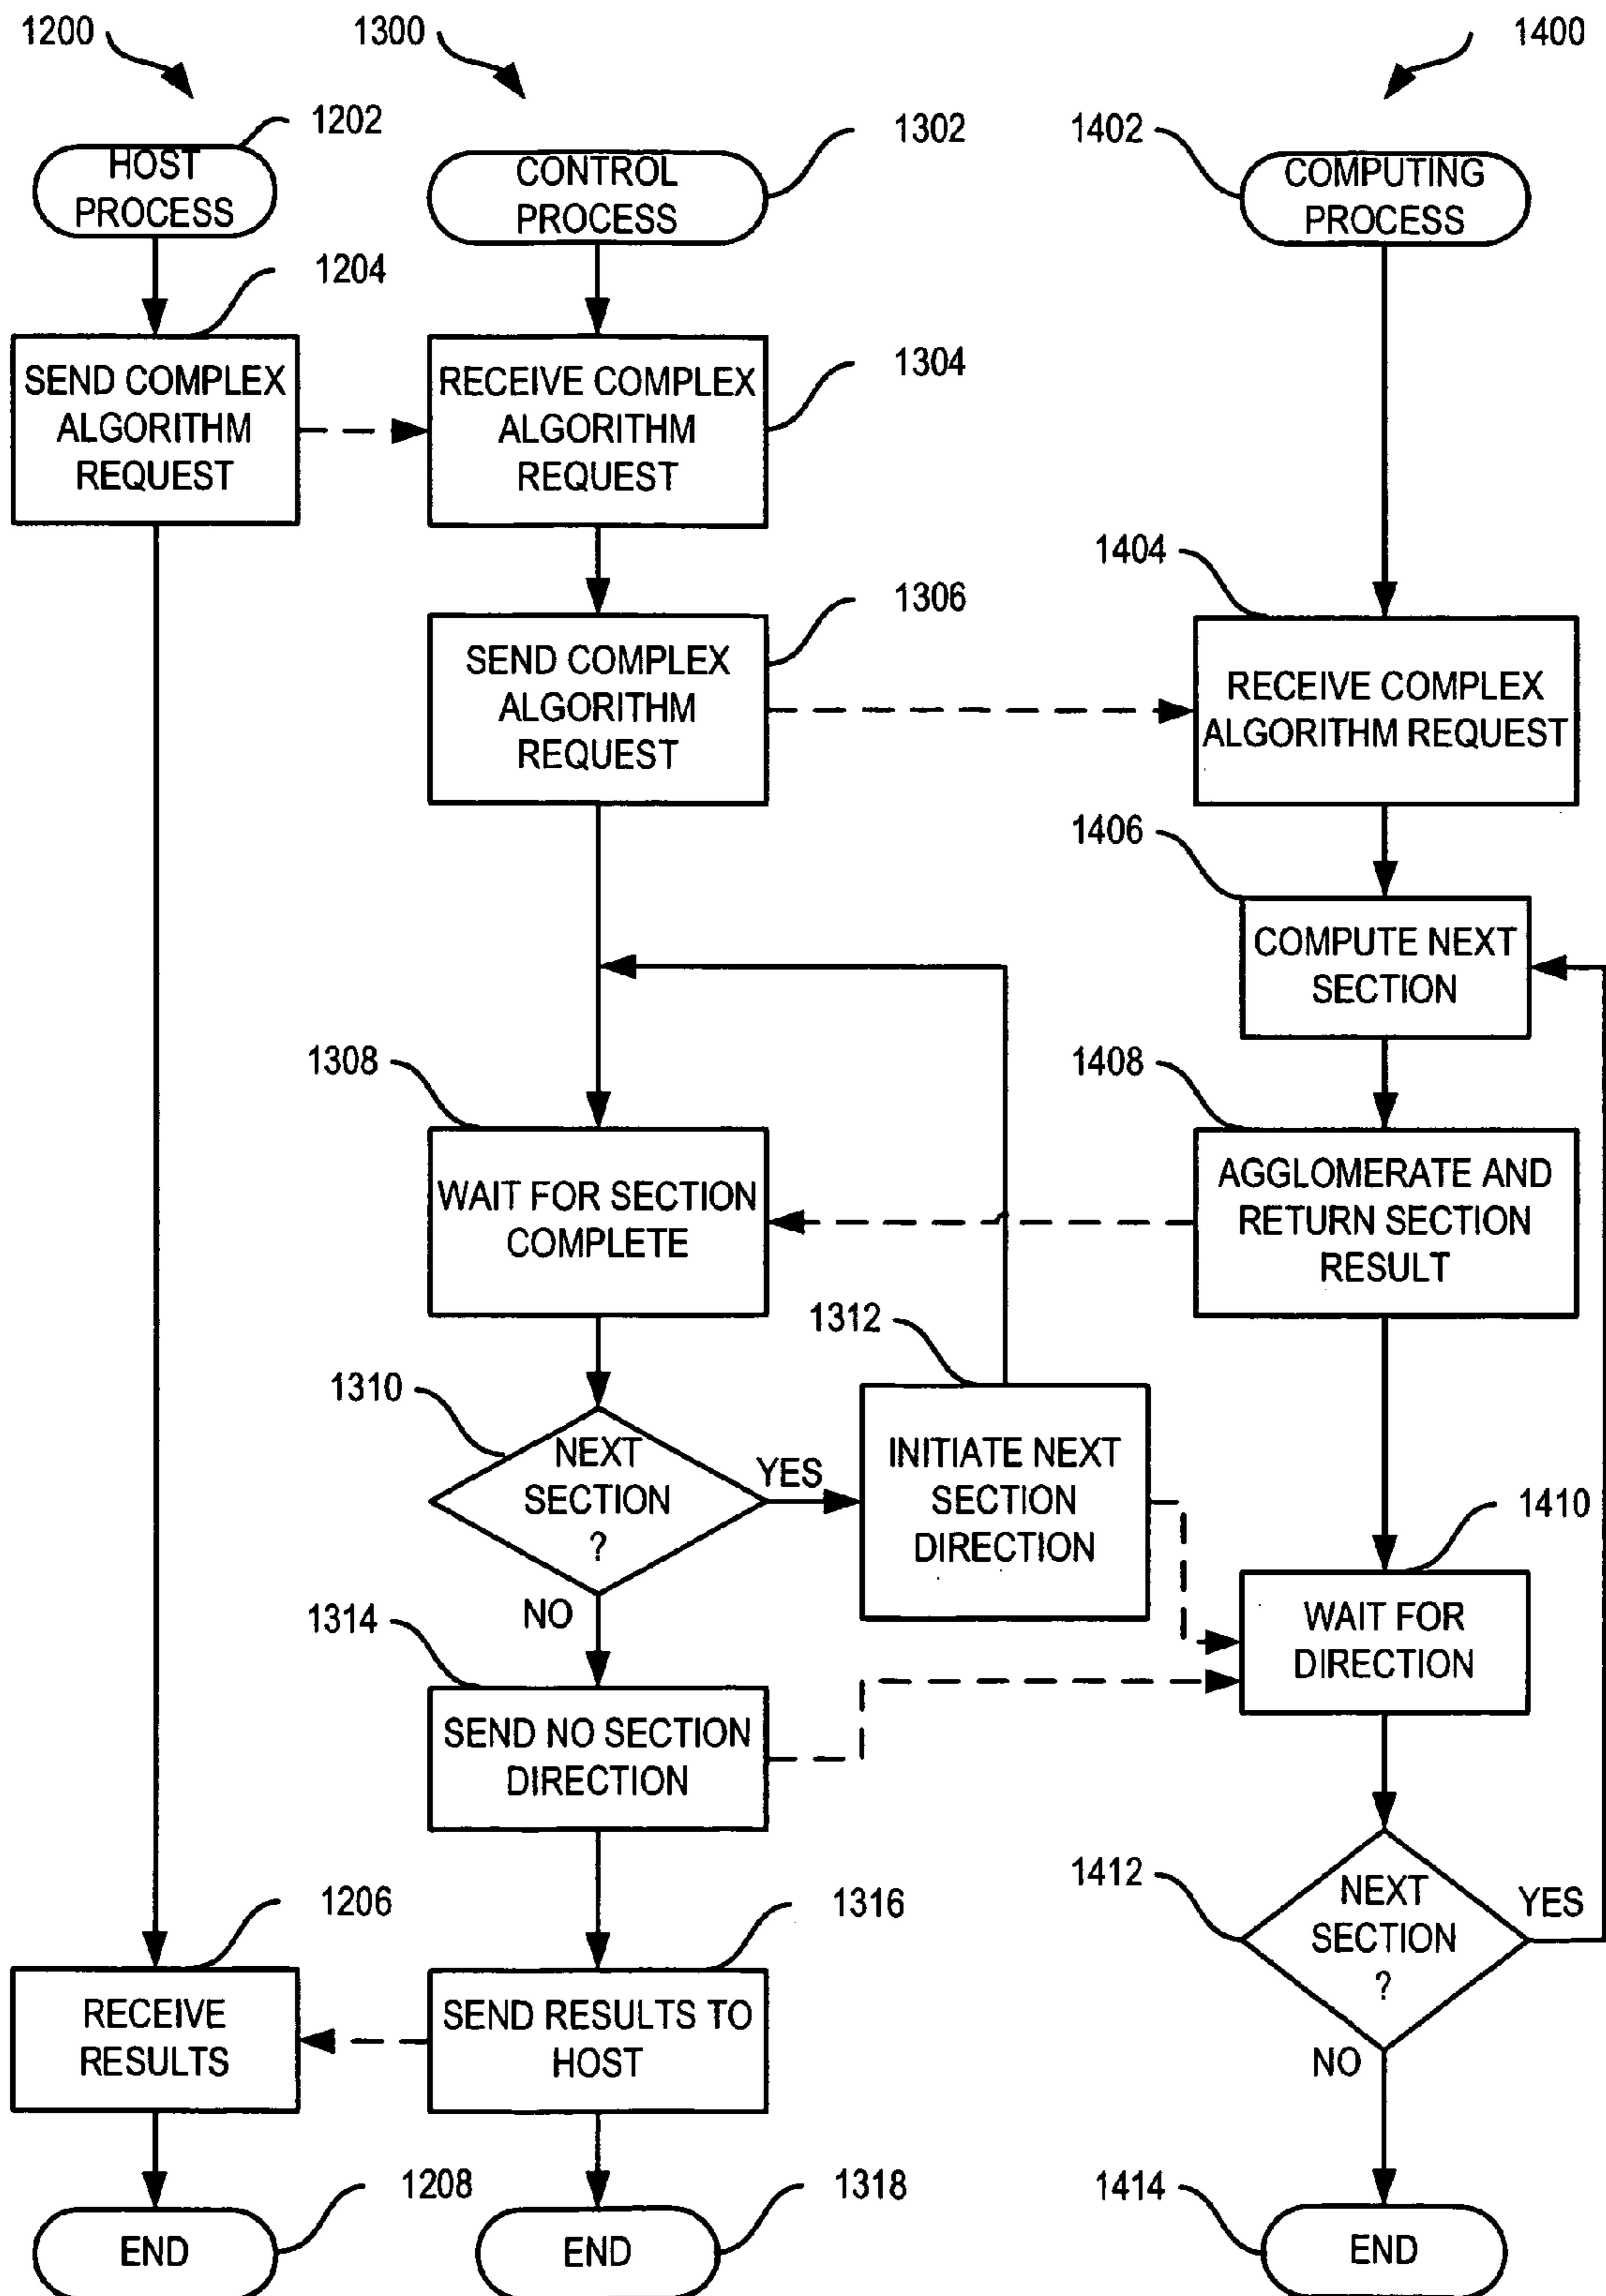 1200
1300
1400
1202
1302
1402
HOST
PROCESS
CONTROL
PROCESS
COMPUTING
PROCESS
1204
1304
SEND COMPLEX
ALGORITHM
REQUEST
RECEIVE COMPLEX
ALGORITHM
REQUEST
1404
1306
SEND COMPLEX
ALGORITHM
REQUEST
RECEIVE COMPLEX
ALGORITHM REQUEST
1406
COMPUTE NEXT
SECTION
1308
1408
WAIT FOR SECTION
COMPLETE
AGGLOMERATE AND
RETURN SECTION
RESULT
1312
1310
NEXT
SECTION
?
YES
INITIATE NEXT
SECTION
DIRECTION
1410
NO
WAIT FOR
DIRECTION
1314
SEND NO SECTION
DIRECTION
1412
NEXT
SECTION
?
YES
1206
1316
RECEIVE
RESULTS
SEND RESULTS TO
HOST
NO
1208
1318
1414
END
END
END